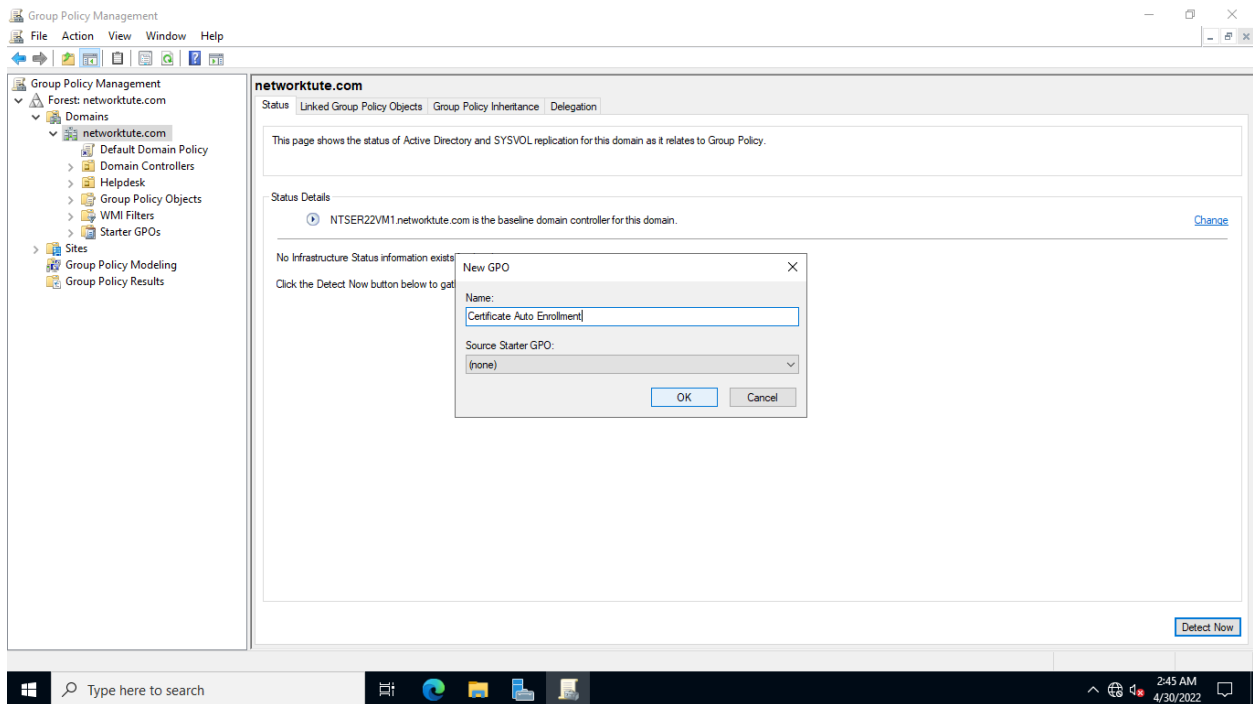 Group Policy Management
File Action View Window Help
Group Policy Management
Forest: networktute.com
Domains
networktute.com
Default Domain Policy
Domain Controllers
Helpdesk
Group Policy Objects
WMI Filters
Starter GPOs
Sites
Group Policy Modeling
Group Policy Results
networktute.com
Status Linked Group Policy Objects Group Policy Inheritance Delegation
This page shows the status of Active Directory and SYSVOL replication for this domain as it relates to Group Policy.
Status Details
NTSER22VM1.networktute.com is the baseline domain controller for this domain.
Change
No Infrastructure Status information exists
Click the Detect Now button below to gat
New GPO
Name:
Certificate Auto Enrollment
Source Starter GPO:
(none)
OK Cancel
Detect Now
Type here to search
2:45 AM
4/30/2022